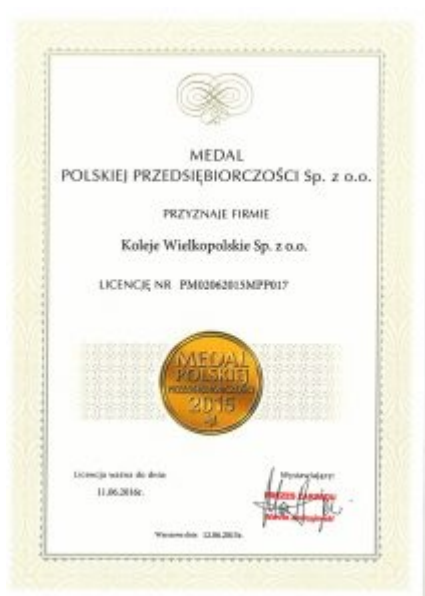 MEDAL
POLSKIEJ PRZEDSIĘBIORCZOŚCI Sp. z o.o.
PRZYZNAJE FIRMIE
Koleje Wielkopolskie Sp. z o.o.
LICENCJĘ NR PM02062015MPP017
MEDAL
POLSKIEJ
PRZEDSIĘBIORCZOŚCI
2015
Licencja ważna do dnia
11.06.2016r.
Wystawiający:
PREZES ZARZĄDU
Warszawa dnia 12.06.2015r.